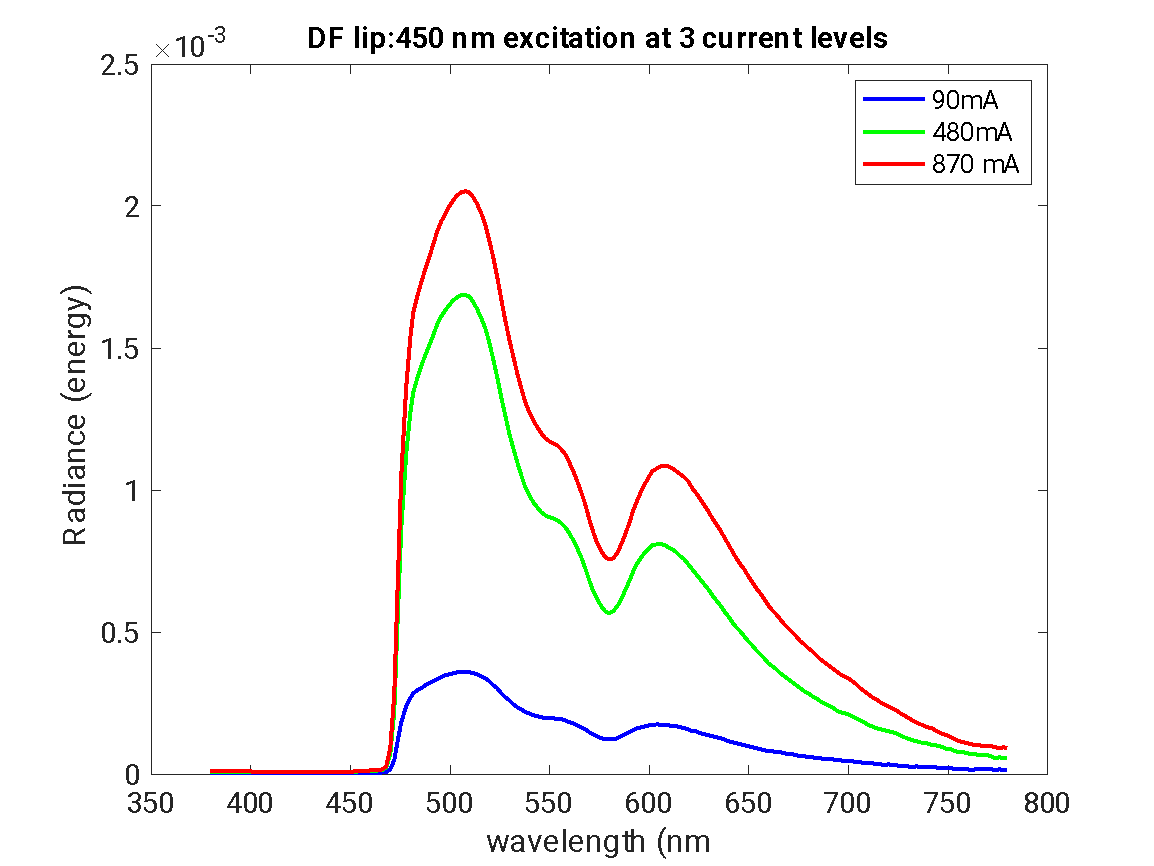 DF lip:450 nm excitation at 3 current levels
×10-3
2.5
2
1.5
1
0.5
0
Radiance (energy)
90mA
480mA
870 mA
350 400 450 500 550 600 650 700 750 800
wavelength (nm